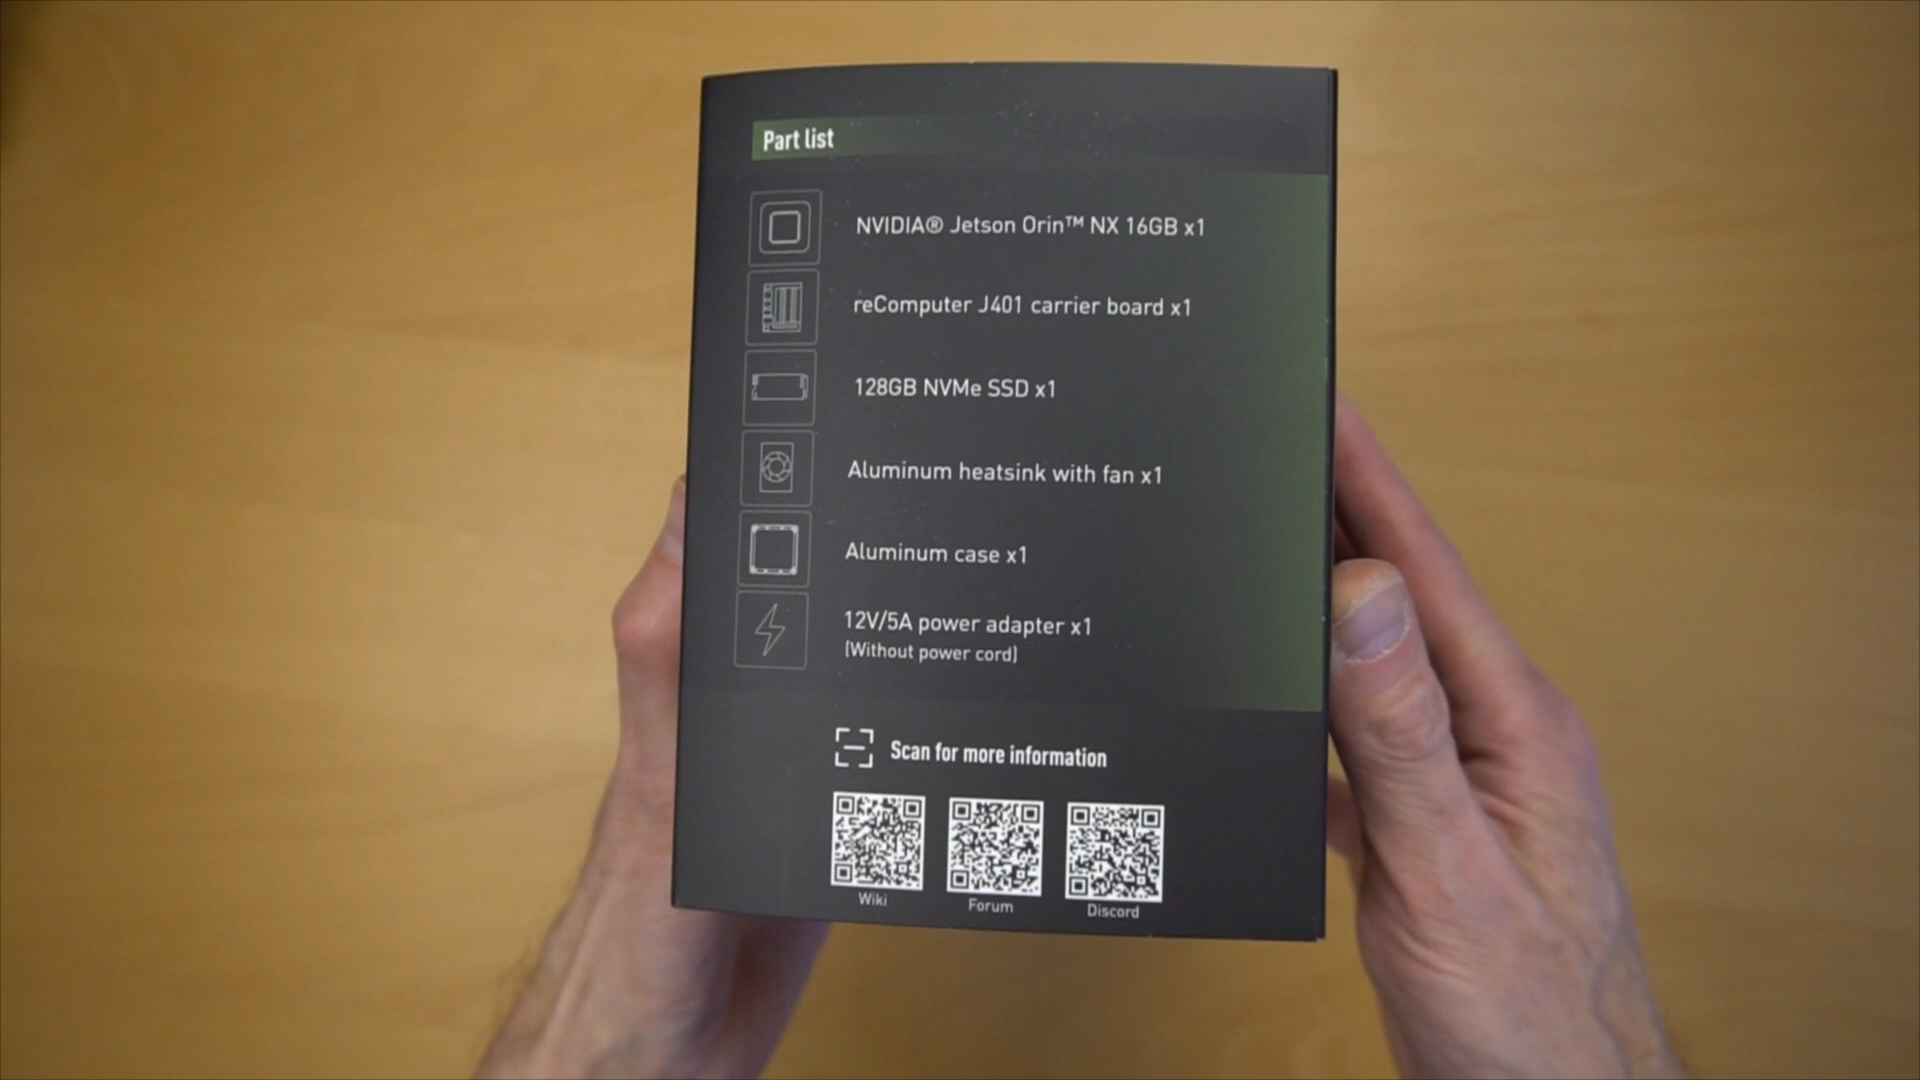 Part list
NVIDIA® Jetson Orin™ NX 16GB x1
reComputer J401 carrier board x1
128GB NVMe SSD x1
Aluminum heatsink with fan x1
Aluminum case x1
12V/5A power adapter x1
(Without power cord)
Scan for more information
Wiki
Forum
Discord